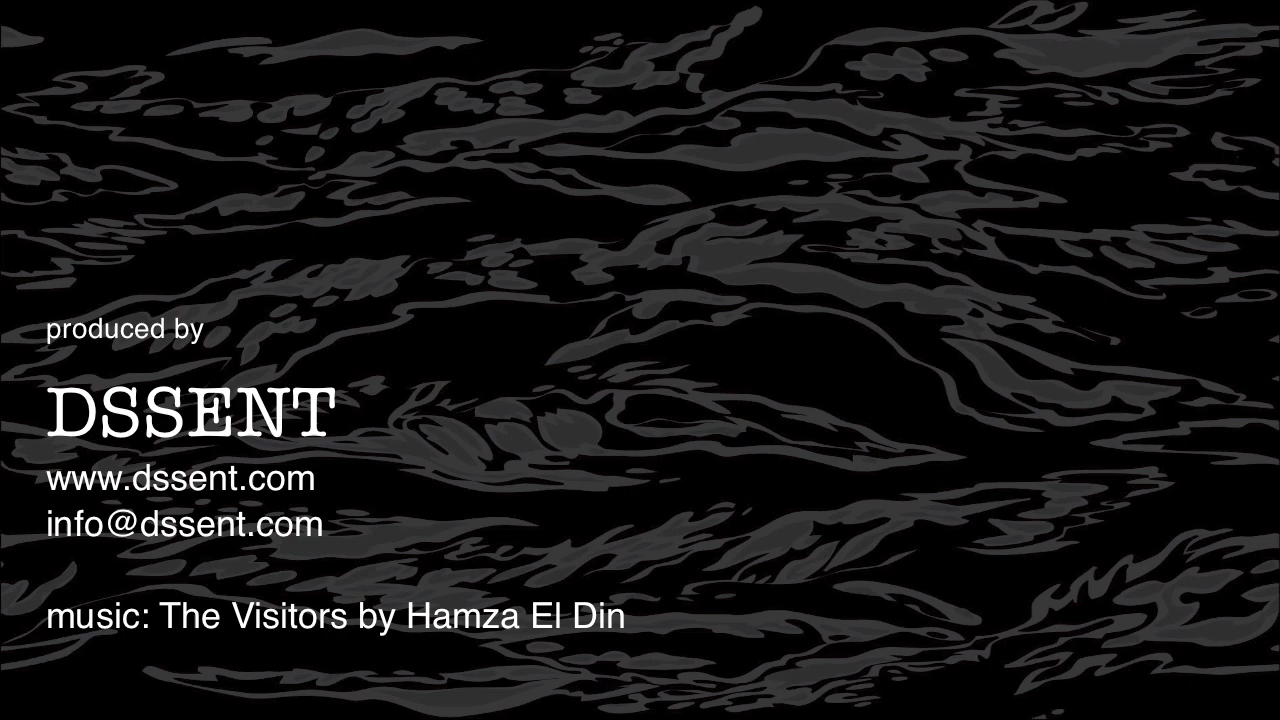 produced by
DSSENT
www.dssent.com
info@dssent.com
music: The Visitors by Hamza El Din